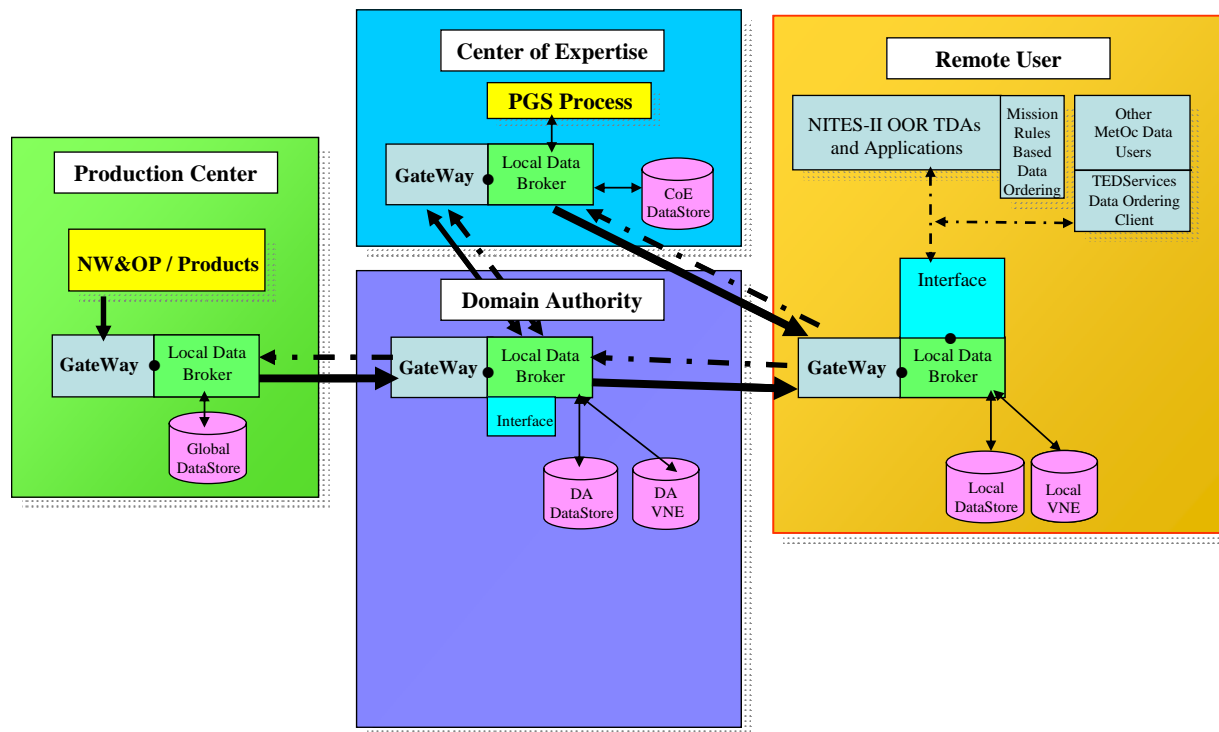 Production Center
NW&OP / Products
GateWay
Local Data
Broker
Global
DataStore
Center of Expertise
PGS Process
GateWay
Local Data
Broker
CoE
DataStore
Domain Authority
GateWay
Local Data
Broker
Interface
DA
DataStore
DA
VNE
Remote User
NITES-II OOR TDAs
and Applications
Mission
Rules
Based
Data
Ordering
Other
MetOc Data
Users
TEDServices
Data Ordering
Client
Interface
GateWay
Local Data
Broker
Local
DataStore
Local
VNE